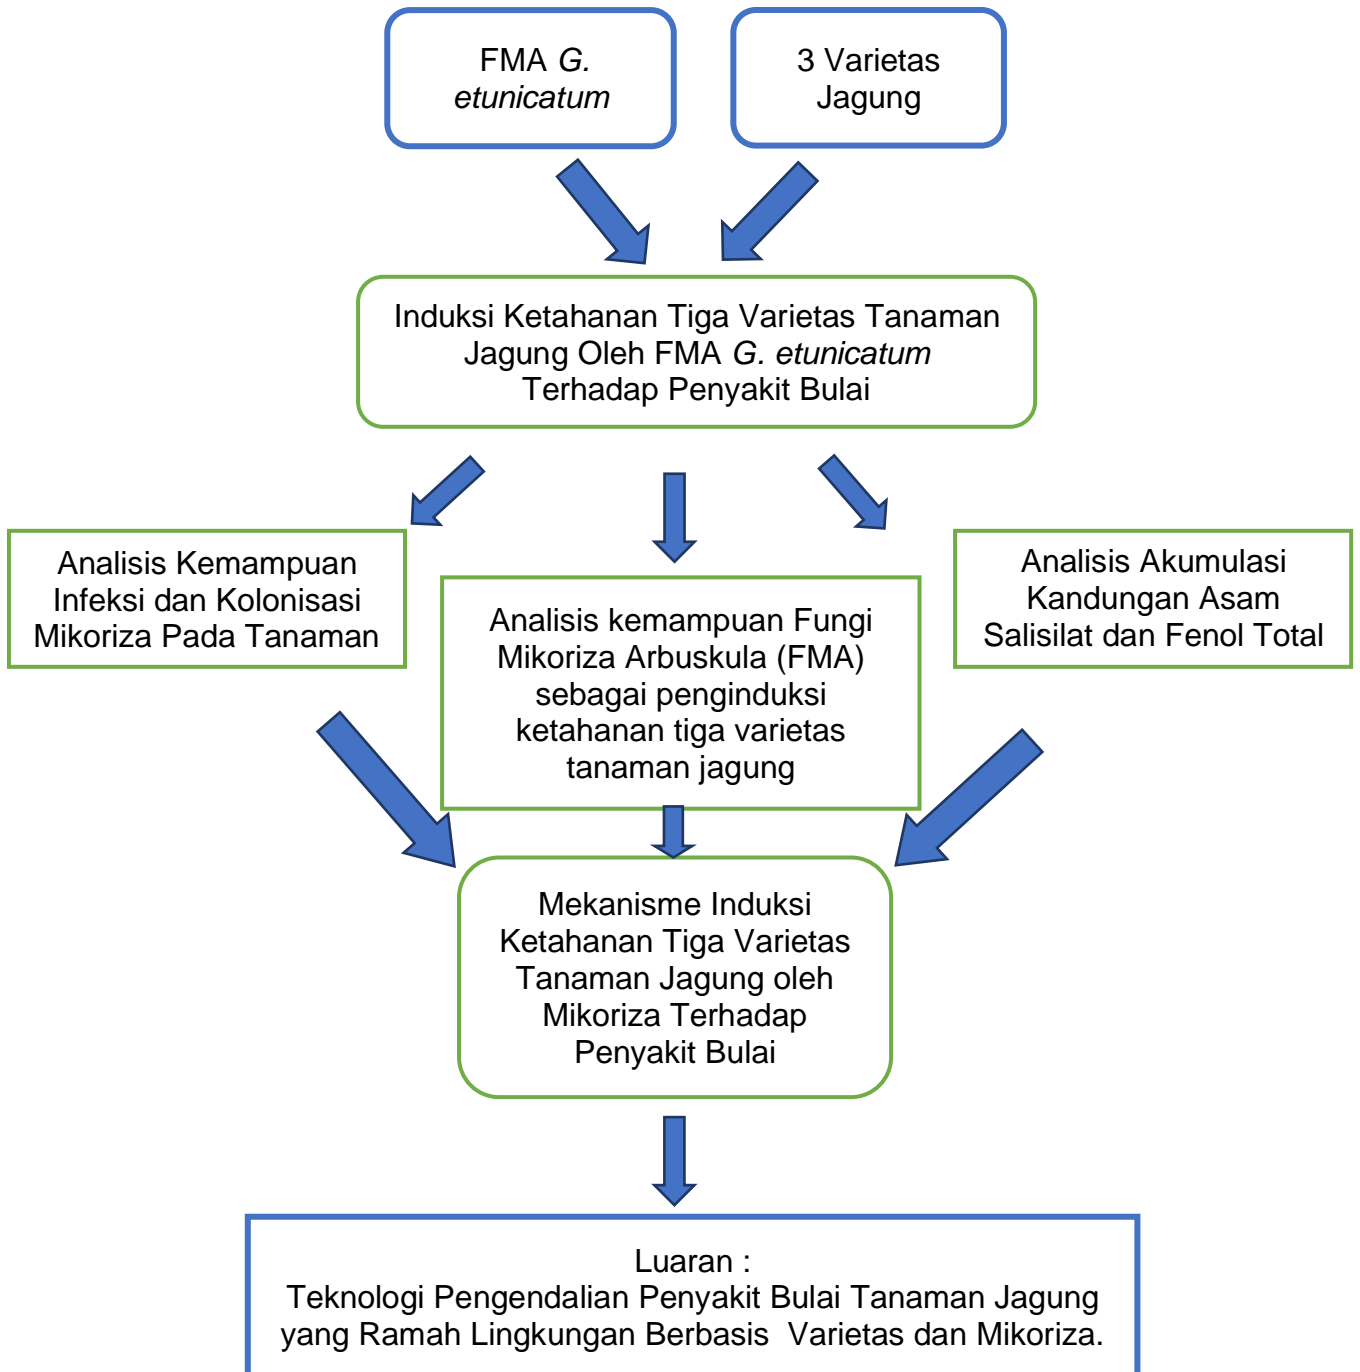 FMA G.
etunicatum
3 Varietas
Jagung
Induksi Ketahanan Tiga Varietas Tanaman
Jagung Oleh FMA G. etunicatum
Terhadap Penyakit Bulai
Analisis Kemampuan
Infeksi dan Kolonisasi
Mikoriza Pada Tanaman
Analisis kemampuan Fungi
Mikoriza Arbuskula (FMA)
sebagai penginduksi
ketahanan tiga varietas
tanaman jagung
Analisis Akumulasi
Kandungan Asam
Salisilat dan Fenol Total
Mekanisme Induksi
Ketahanan Tiga Varietas
Tanaman Jagung oleh
Mikoriza Terhadap
Penyakit Bulai
Luaran :
Teknologi Pengendalian Penyakit Bulai Tanaman Jagung
yang Ramah Lingkungan Berbasis  Varietas dan Mikoriza.